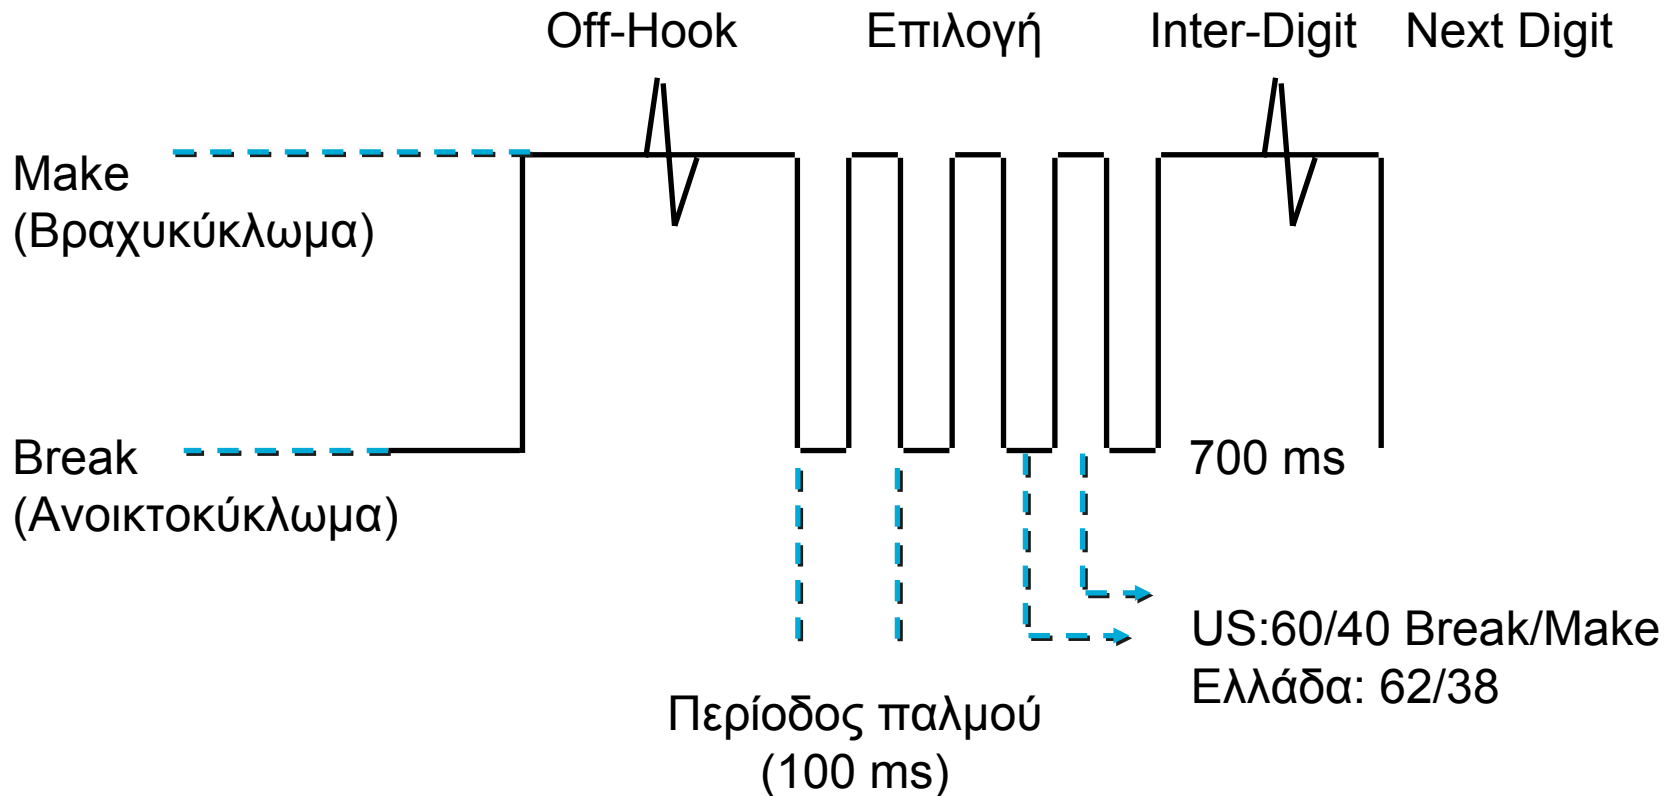 Off-Hook Επιλογή Inter-Digit Next Digit
Make
(Βραχυκύκλωμα)
Break
(Ανοικτοκύκλωμα)
700 ms
US:60/40 Break/Make
Ελλάδα: 62/38
Περίοδος παλμού
(100 ms)